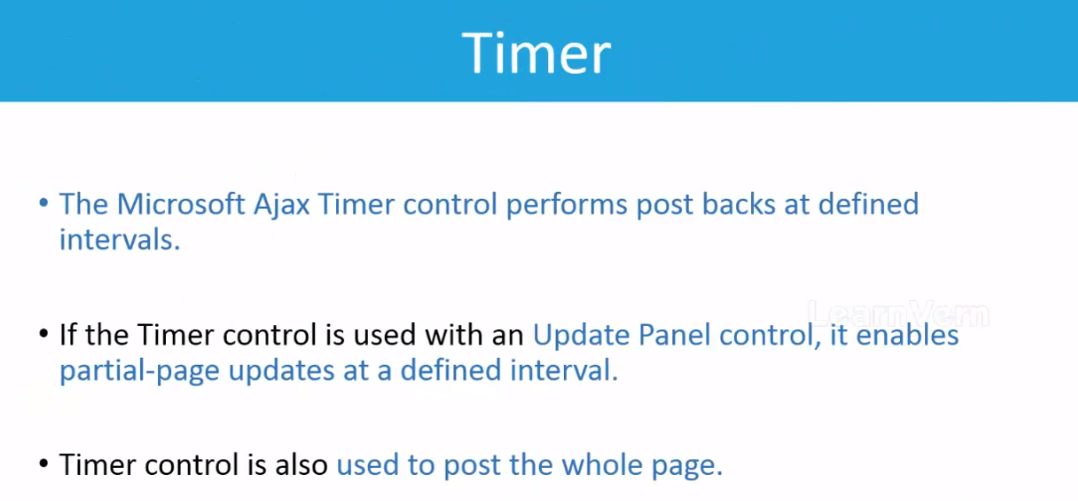 Timer
• The Microsoft Ajax Timer control performs post backs at defined
intervals.
LearnVern
• If the Timer control is used with an Update Panel control, it enables
partial-page updates at a defined interval.
• Timer control is also used to post the whole page.